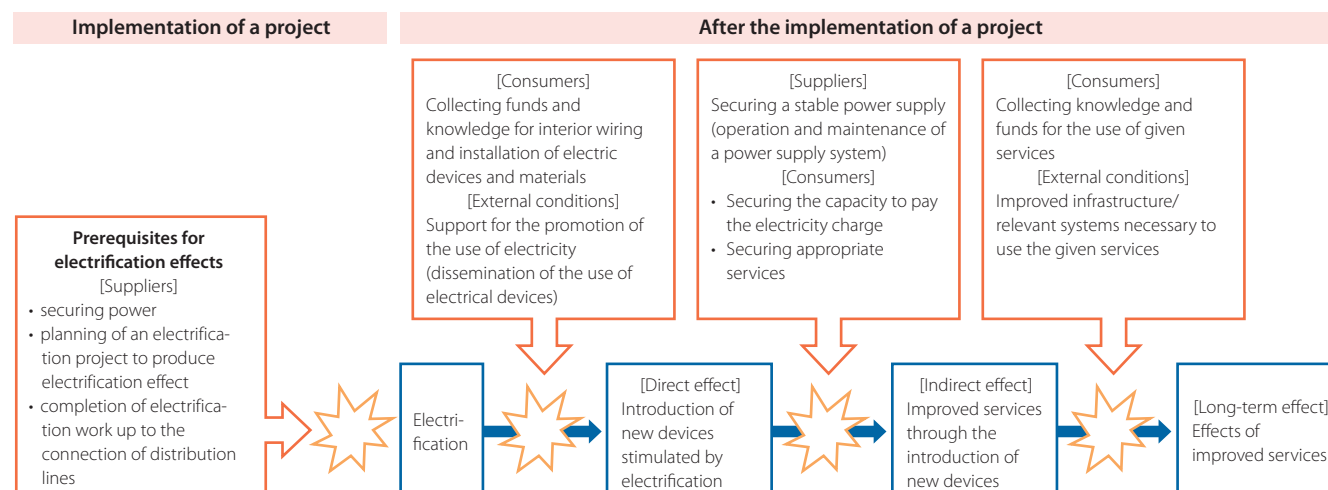 Implementation of a project
After the implementation of a project
[Consumers]
Collecting funds and
knowledge for interior wiring
and installation of electric
devices and materials
[External conditions]
Support for the promotion of
the use of electricity
(dissemination of the use of
electrical devices)
[Suppliers]
Securing a stable power supply
(operation and maintenance of
a power supply system)
[Consumers]
• Securing the capacity to pay
the electricity charge
• Securing appropriate
services
[Consumers]
Collecting knowledge and
funds for the use of given
services
[External conditions]
Improved infrastructure/
relevant systems necessary to
use the given services
Prerequisites for
electrification effects
[Suppliers]
• securing power
• planning of an electrifica-
tion project to produce
electrification effect
• completion of electrifica-
tion work up to the
connection of distribution
lines
Electri-
fication
[Direct effect]
Introduction of
new devices
stimulated by
electrification
[Indirect effect]
Improved services
through the
introduction of
new devices
[Long-term effect]
Effects of
improved services